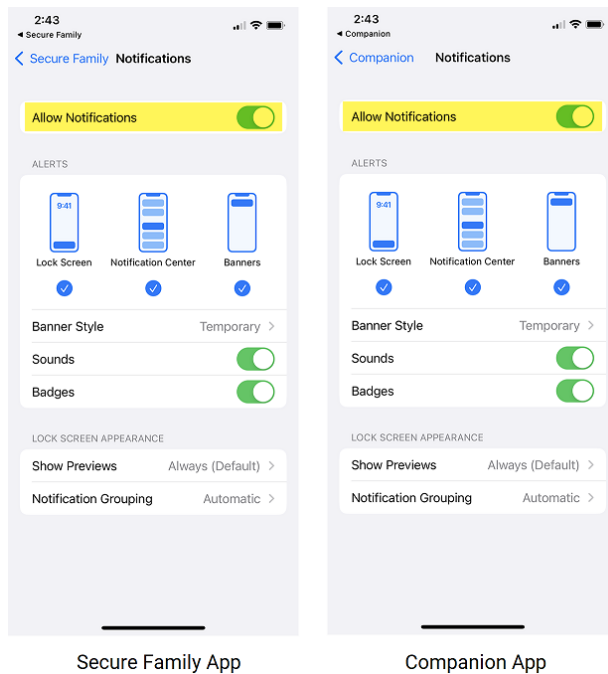 2:43
◀ Secure Family
Secure Family Notifications
Allow Notifications
ALERTS
9:41
Lock Screen Notification Center Banners
Banner Style Temporary
Sounds
Badges
LOCK SCREEN APPEARANCE
Show Previews Always (Default)
Notification Grouping Automatic
Secure Family App
2:43
◀ Companion
Companion Notifications
Allow Notifications
ALERTS
9:41
Lock Screen Notification Center Banners
Banner Style Temporary
Sounds
Badges
LOCK SCREEN APPEARANCE
Show Previews Always (Default)
Notification Grouping Automatic
Companion App